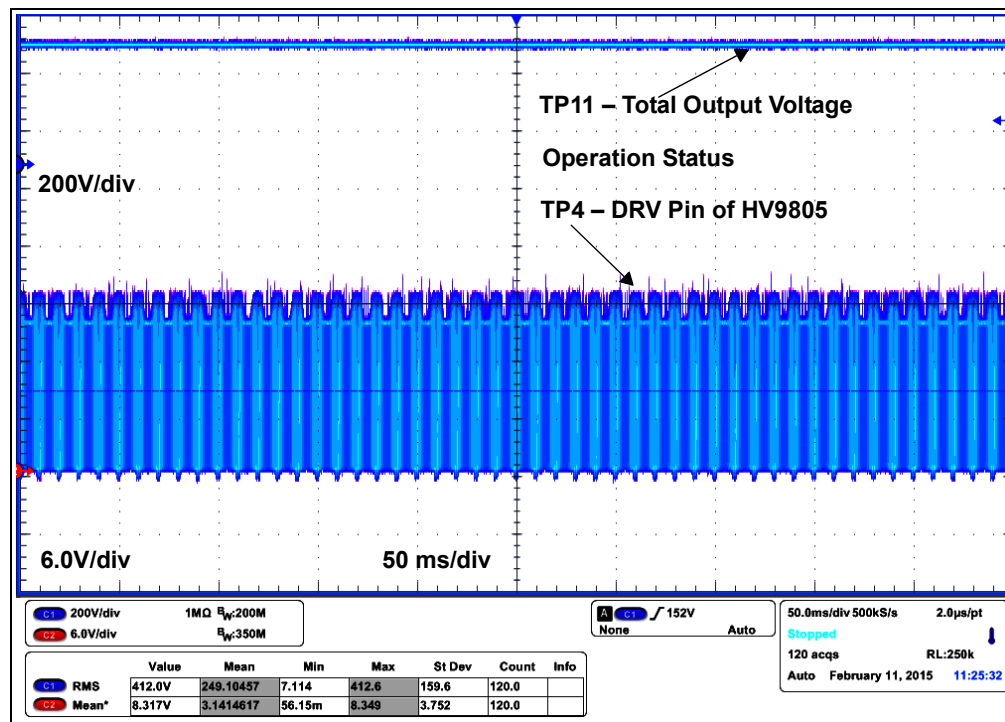 TP11 – Total Output Voltage
Operation Status
200V/div
TP4 – DRV Pin of HV9805
6.0V/div
50 ms/div
C1 200V/div 1MΩ BW:200M
C2 6.0V/div BW:350M
A C1 152V
None Auto
50.0ms/div 500kS/s 2.0µs/pt
Stopped
120 acqs RL:250k
Auto February 11, 2015 11:25:32
Value Mean Min Max St Dev Count Info
C1 RMS 412.0V 249.10457 7.114 412.6 159.6 120.0
C2 Mean* 8.317V 3.1414617 56.15m 8.349 3.752 120.0